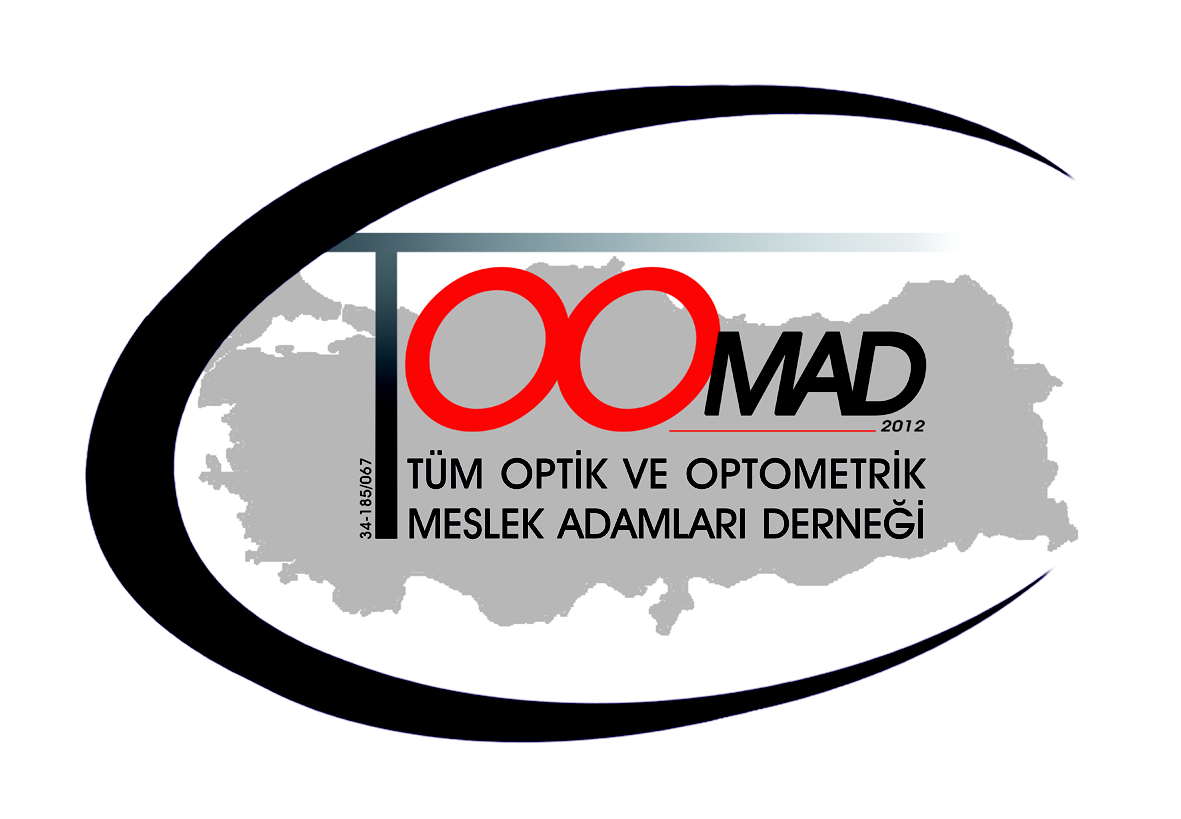 TOOMAD
2012
34-185/067
TÜM OPTİK VE OPTOMETRİK
MESLEK ADAMLARI DERNEĞİ